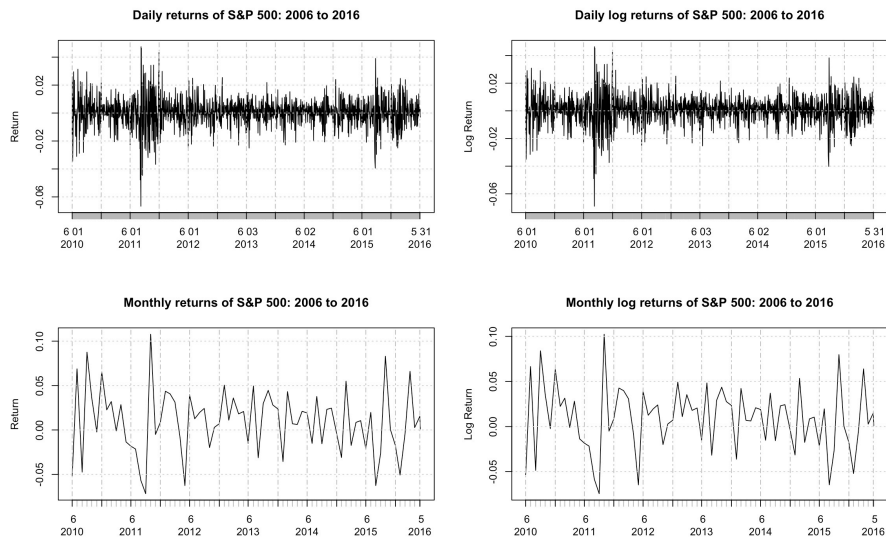 Daily returns of S&P 500: 2006 to 2016
Return
0.02
-0.02
-0.06
6 01 6 01 6 01 6 03 6 02 6 01 5 31
2010 2011 2012 2013 2014 2015 2016
Daily log returns of S&P 500: 2006 to 2016
Log Return
0.02
-0.02
-0.06
6 01 6 01 6 01 6 03 6 02 6 01 5 31
2010 2011 2012 2013 2014 2015 2016
Monthly returns of S&P 500: 2006 to 2016
Return
0.10
0.05
0.00
-0.05
6 6 6 6 6 6 5
2010 2011 2012 2013 2014 2015 2016
Monthly log returns of S&P 500: 2006 to 2016
Log Return
0.10
0.05
0.00
-0.05
6 6 6 6 6 6 5
2010 2011 2012 2013 2014 2015 2016